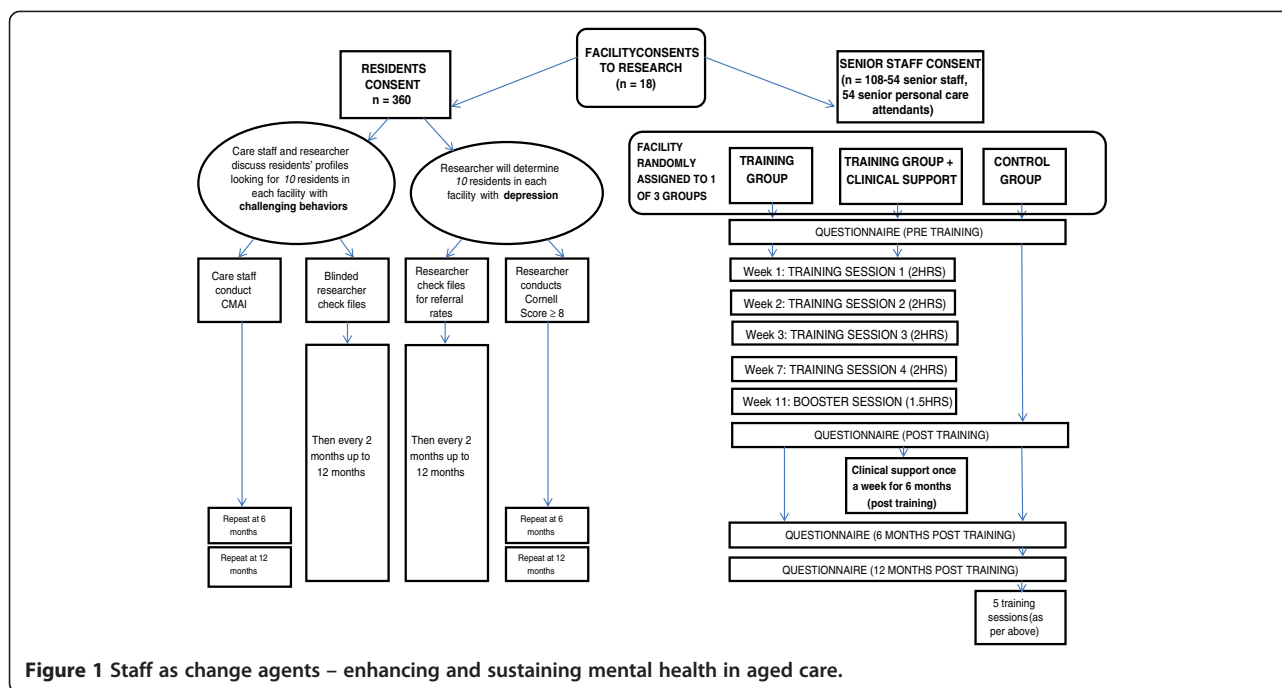 FACILITYCONSENTS
TO RESEARCH
(n = 18)
RESIDENTS
CONSENT
n = 360
SENIOR STAFF CONSENT
(n = 108-54 senior staff,
54 senior personal care
attendants)
Care staff and researcher
discuss residents' profiles
looking for 10 residents in
each facility with
challenging behaviors
Researcher will determine
10 residents in each
facility with depression
Care staff
conduct
CMAI
Blinded
researcher
check files
Researcher
check files
for referral
rates
Researcher
conducts
Cornell
Score ≥ 8
Then every 2
months up to
12 months
Then every 2
months up to
12 months
Repeat at 6
months
Repeat at 12
months
Repeat at 6
months
Repeat at 12
months
FACILITY
RANDOMLY
ASSIGNED TO 1
OF 3 GROUPS
TRAINING
GROUP
TRAINING GROUP +
CLINICAL SUPPORT
CONTROL
GROUP
QUESTIONNAIRE (PRE TRAINING)
Week 1: TRAINING SESSION 1 (2HRS)
Week 2: TRAINING SESSION 2 (2HRS)
Week 3: TRAINING SESSION 3 (2HRS)
Week 7: TRAINING SESSION 4 (2HRS)
Week 11: BOOSTER SESSION (1.5HRS)
QUESTIONNAIRE (POST TRAINING)
Clinical support once
a week for 6 months
(post training)
QUESTIONNAIRE (6 MONTHS POST TRAINING)
QUESTIONNAIRE (12 MONTHS POST TRAINING)
5 training
sessions(as
per above)
Figure 1 Staff as change agents – enhancing and sustaining mental health in aged care.